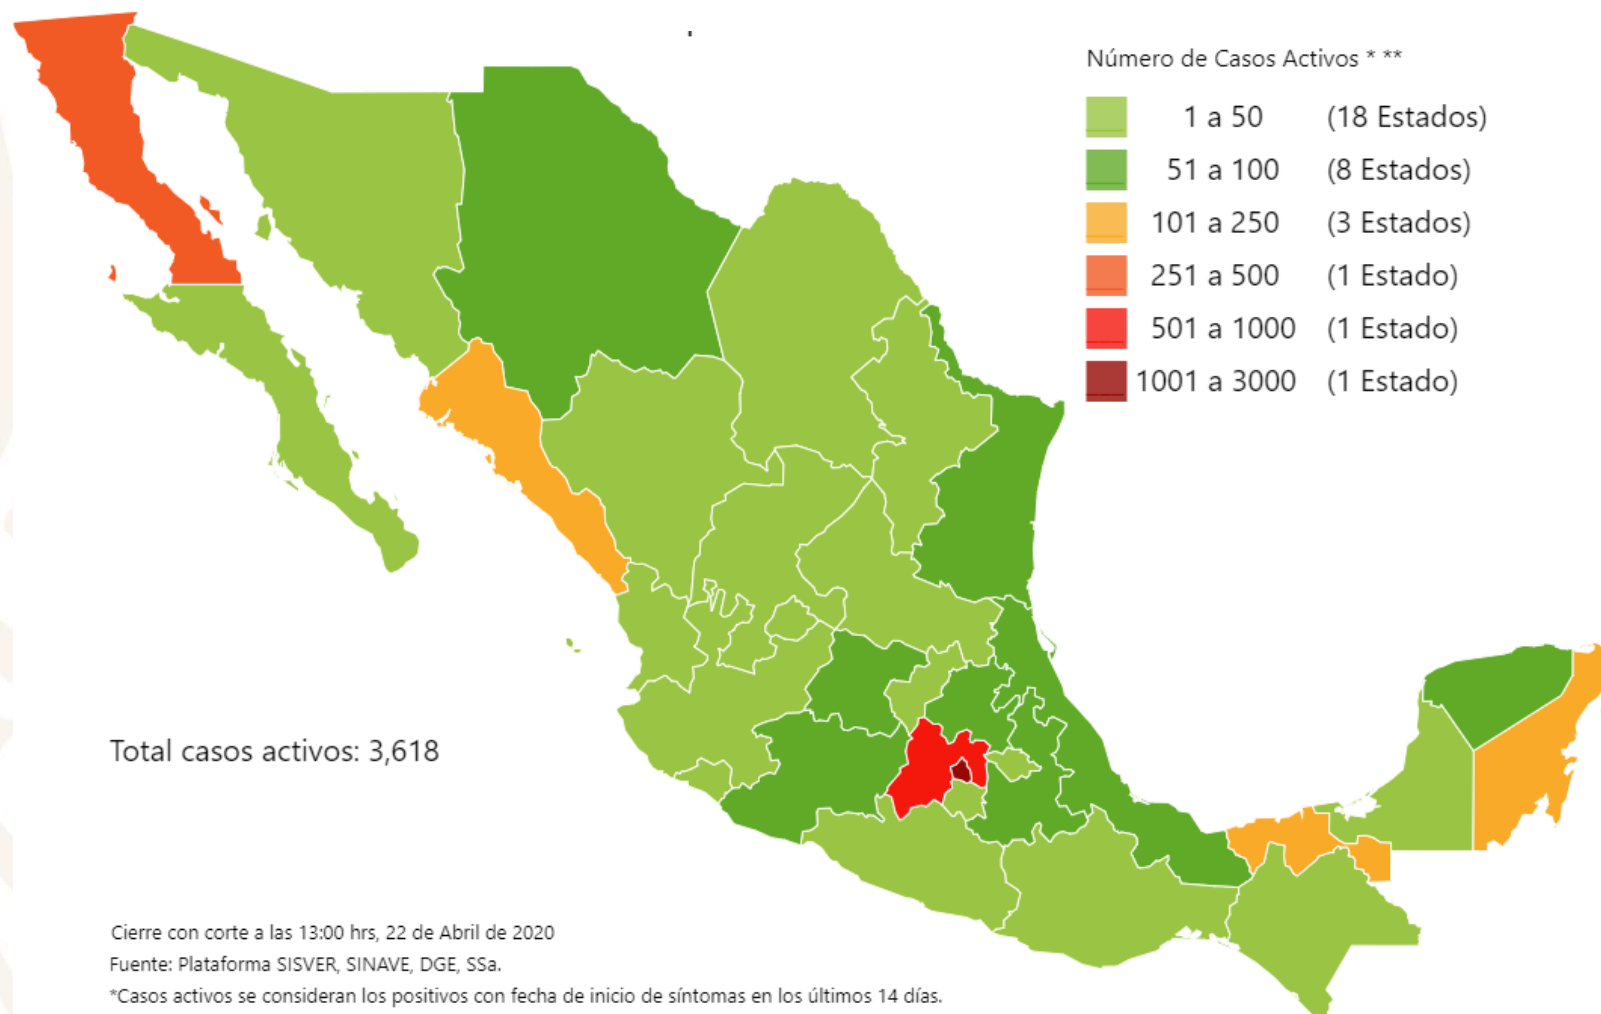 Número de Casos Activos * **
1 a 50 (18 Estados)
51 a 100 (8 Estados)
101 a 250 (3 Estados)
251 a 500 (1 Estado)
501 a 1000 (1 Estado)
1001 a 3000 (1 Estado)
Total casos activos: 3,618
Cierre con corte a las 13:00 hrs, 22 de Abril de 2020
Fuente: Plataforma SISVER, SINAVE, DGE, SSa.
*Casos activos se consideran los positivos con fecha de inicio de síntomas en los últimos 14 días.